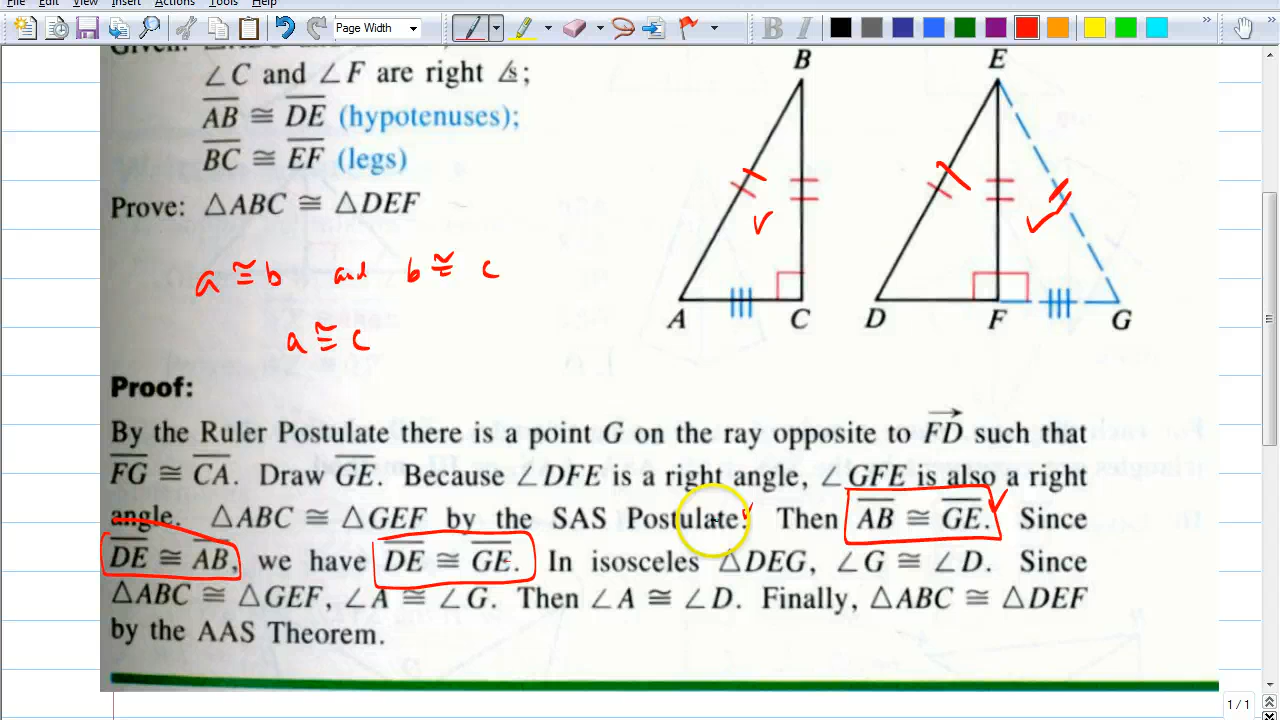 File Edit View Insert Actions Tools Help
Page Width
B I U
Given:
∠C and ∠F are right ∠s;
AB ≅ DE (hypotenuses);
BC ≅ EF (legs)
Prove: △ABC ≅ △DEF
a ≅ b and b ≅ c
a ≅ c
B
E
A
C
D
F
G
Proof:
By the Ruler Postulate there is a point G on the ray opposite to FD such that
FG ≅ CA. Draw GE. Because ∠DFE is a right angle, ∠GFE is also a right
angle. △ABC ≅ △GEF by the SAS Postulate. Then AB ≅ GE. Since
DE ≅ AB, we have DE ≅ GE. In isosceles △DEG, ∠G ≅ ∠D. Since
△ABC ≅ △GEF, ∠A ≅ ∠G. Then ∠A ≅ ∠D. Finally, △ABC ≅ △DEF
by the AAS Theorem.
1/1